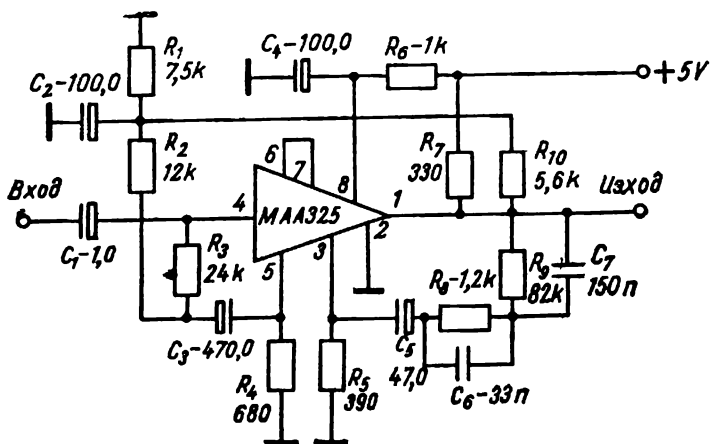 C₄-100,0
R₆-1k
R₁
7,5k
C₂-100,0
+5V
R₂
12k
6
7
8
R₇
330
R₁₀
5,6k
Вход
Изход
4
MAA325
1
2
C₁-1,0
R₃
24k
5
3
R₈-1,2k
R₉
82k
C₇
150п
C₃-470,0
C₅
47,0
R₄
680
R₅
390
C₆-33п